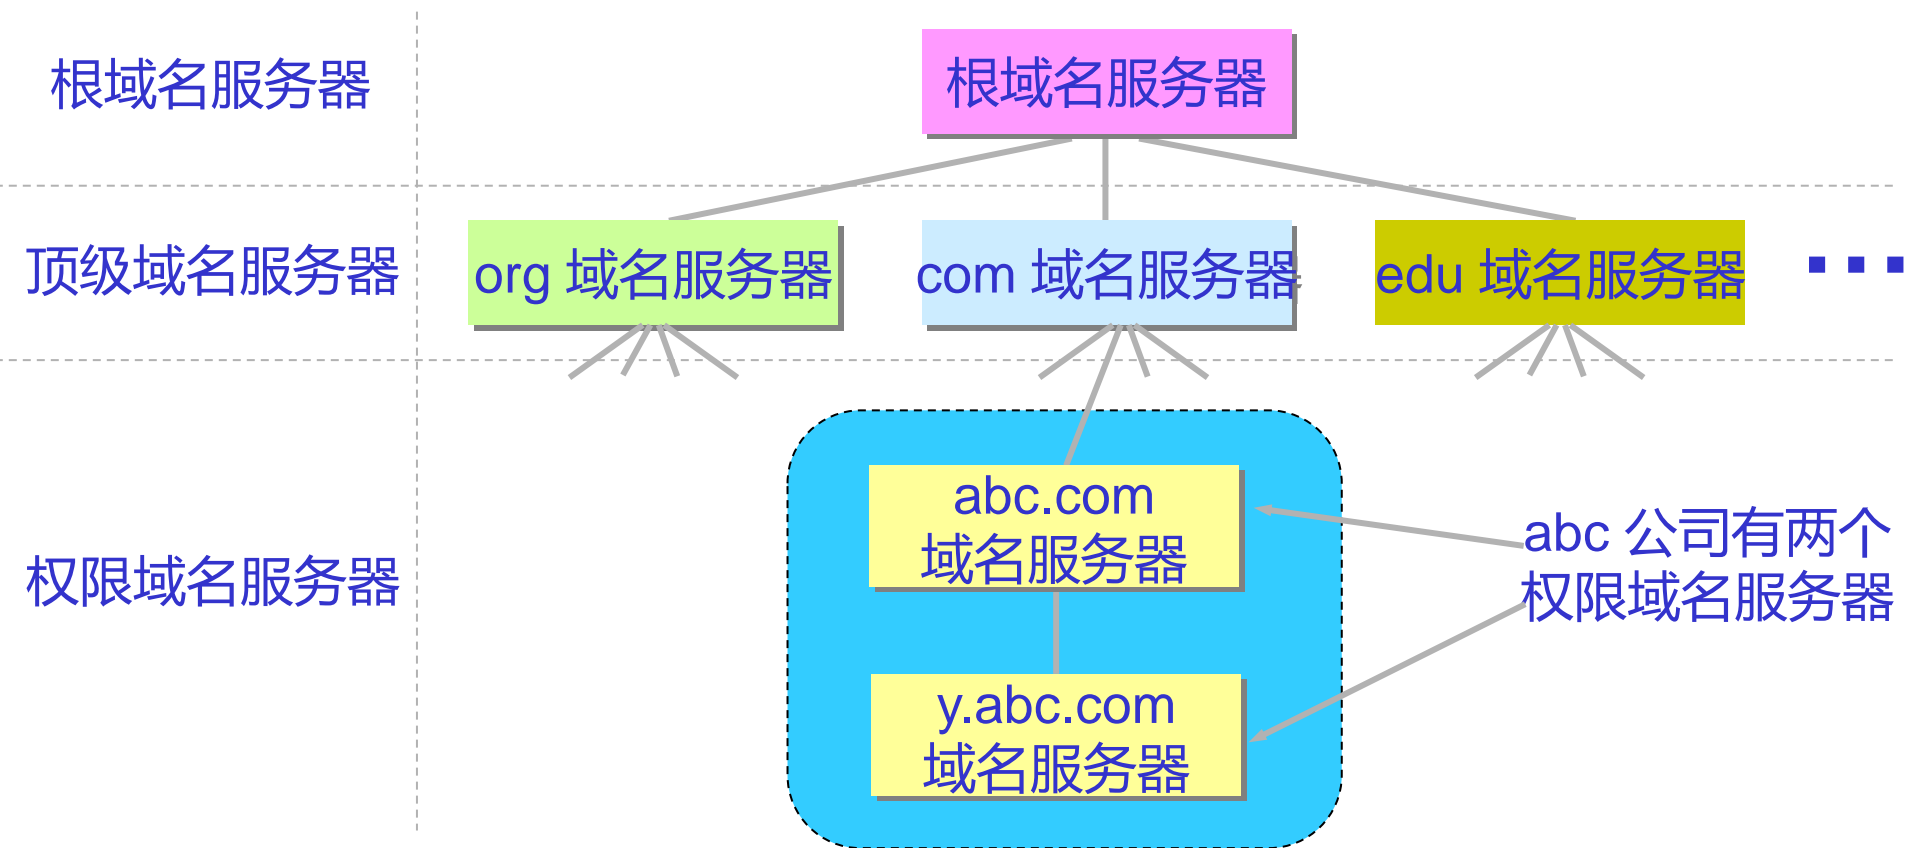 根域名服务器
根域名服务器
顶级域名服务器
org 域名服务器
com 域名服务器
edu 域名服务器
…
权限域名服务器
abc.com
域名服务器
y.abc.com
域名服务器
abc 公司有两个
权限域名服务器